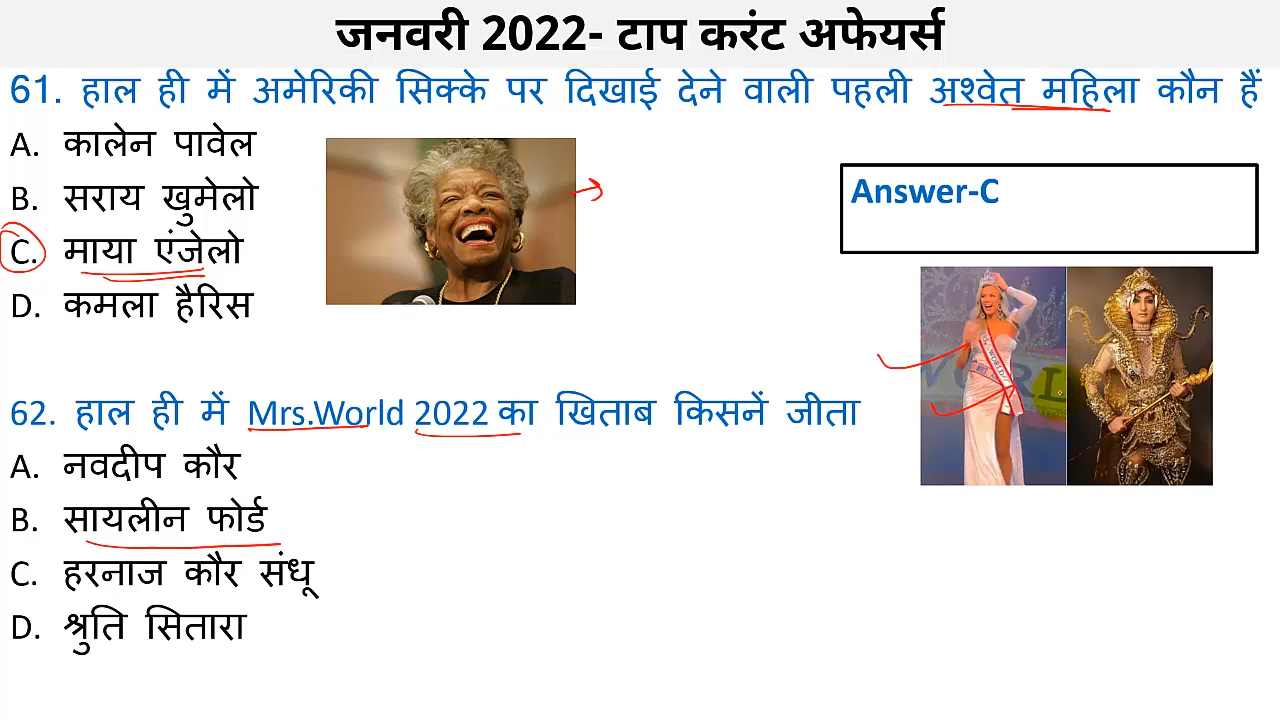 जनवरी 2022- टाप करंट अफेयर्स
61. हाल ही में अमेरिकी सिक्के पर दिखाई देने वाली पहली अश्वेत महिला कौन हैं
A. कालेन पावेल
B. सराय खुमेलो
C. माया एंजेलो
D. कमला हैरिस
Answer-C
WORLD
62. हाल ही में Mrs.World 2022 का खिताब किसनें जीता
A. नवदीप कौर
B. सायलीन फोर्ड
C. हरनाज कौर संधू
D. श्रुति सितारा